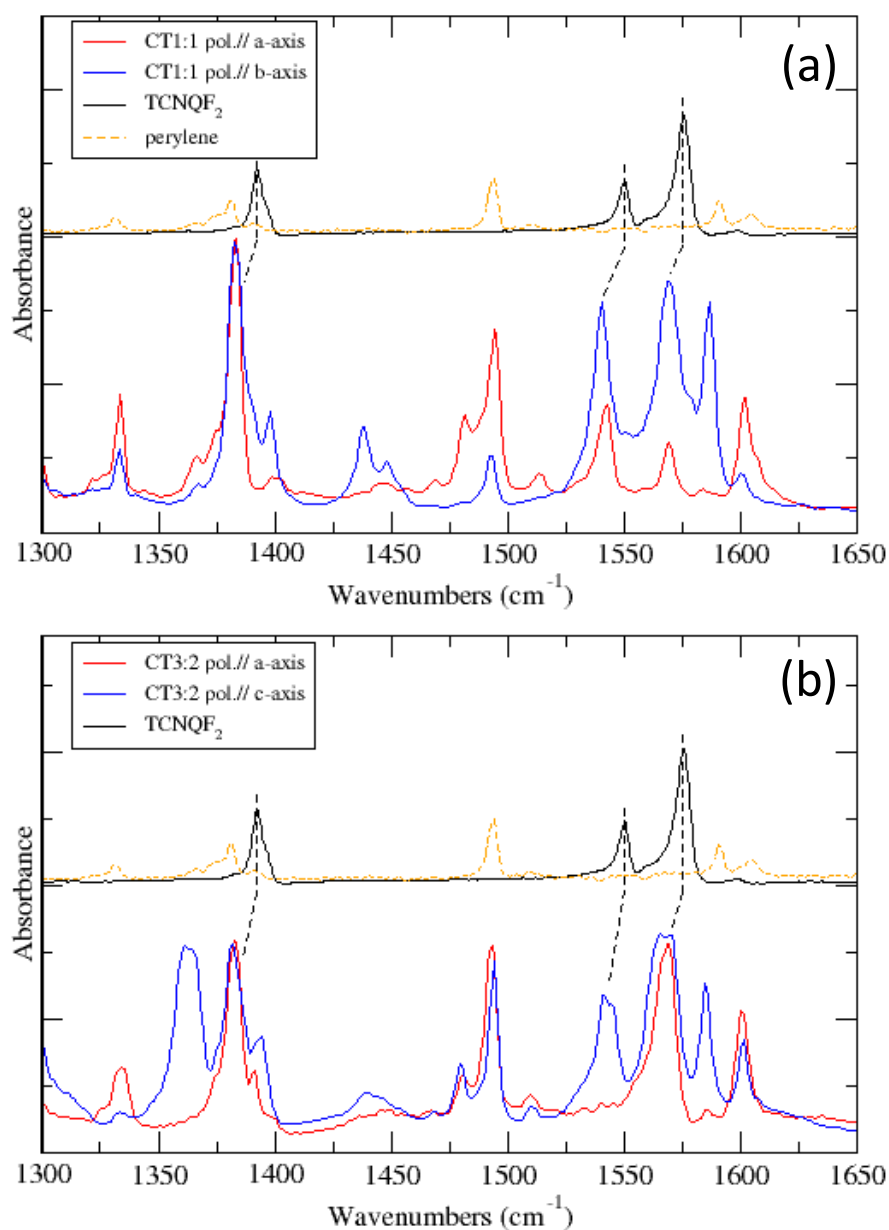 CT1:1 pol.// a-axis
CT1:1 pol.// b-axis
TCNQF₂
perylene
(a)
Absorbance
1300 1350 1400 1450 1500 1550 1600 1650
Wavenumbers (cm⁻¹)
CT3:2 pol.// a-axis
CT3:2 pol.// c-axis
TCNQF₂
(b)
Absorbance
1300 1350 1400 1450 1500 1550 1600 1650
Wavenumbers (cm⁻¹)